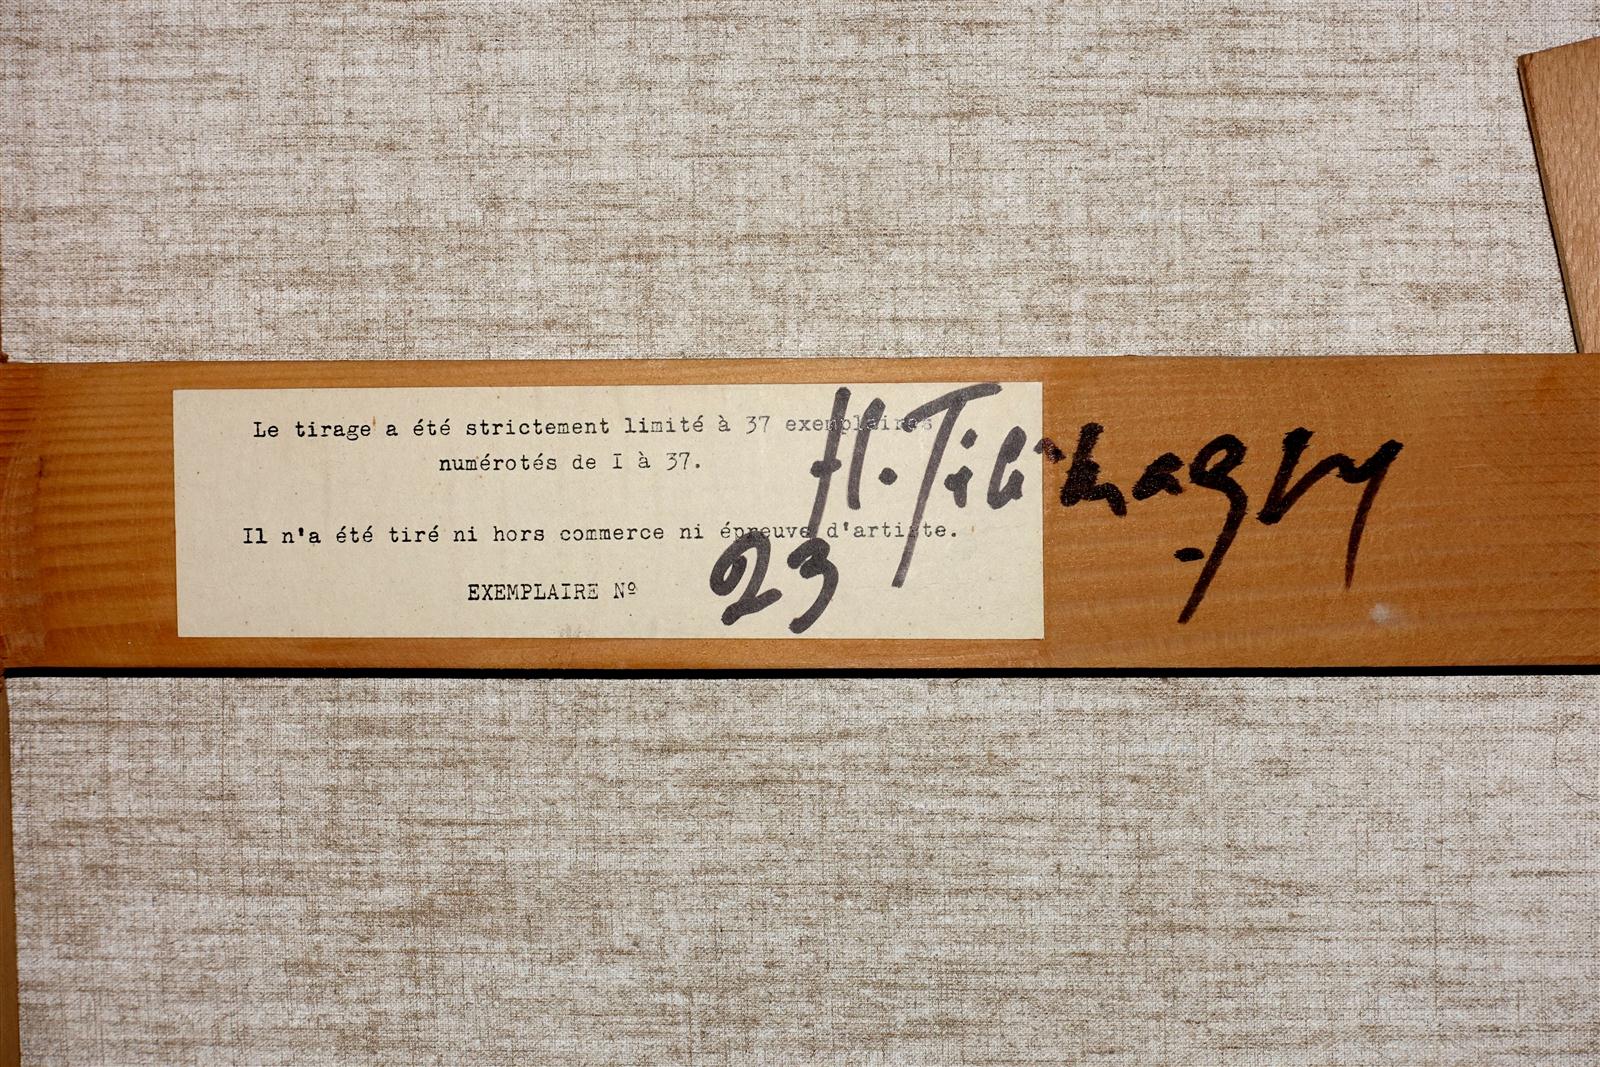 Le tirage a été strictement limité à 37 exemplaires
numérotés de I à 37.
Il n'a été tiré ni hors commerce ni épreuve d'artiste.
EXEMPLAIRE Nº 23